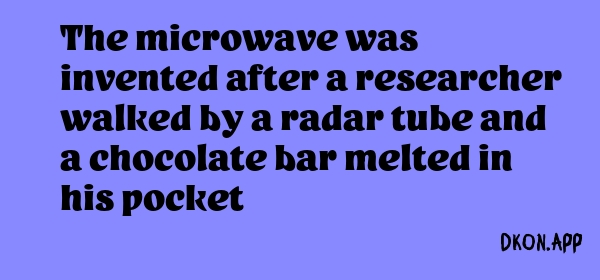 The microwave was
invented after a researcher
walked by a radar tube and
a chocolate bar melted in
his pocket
DKON.APP